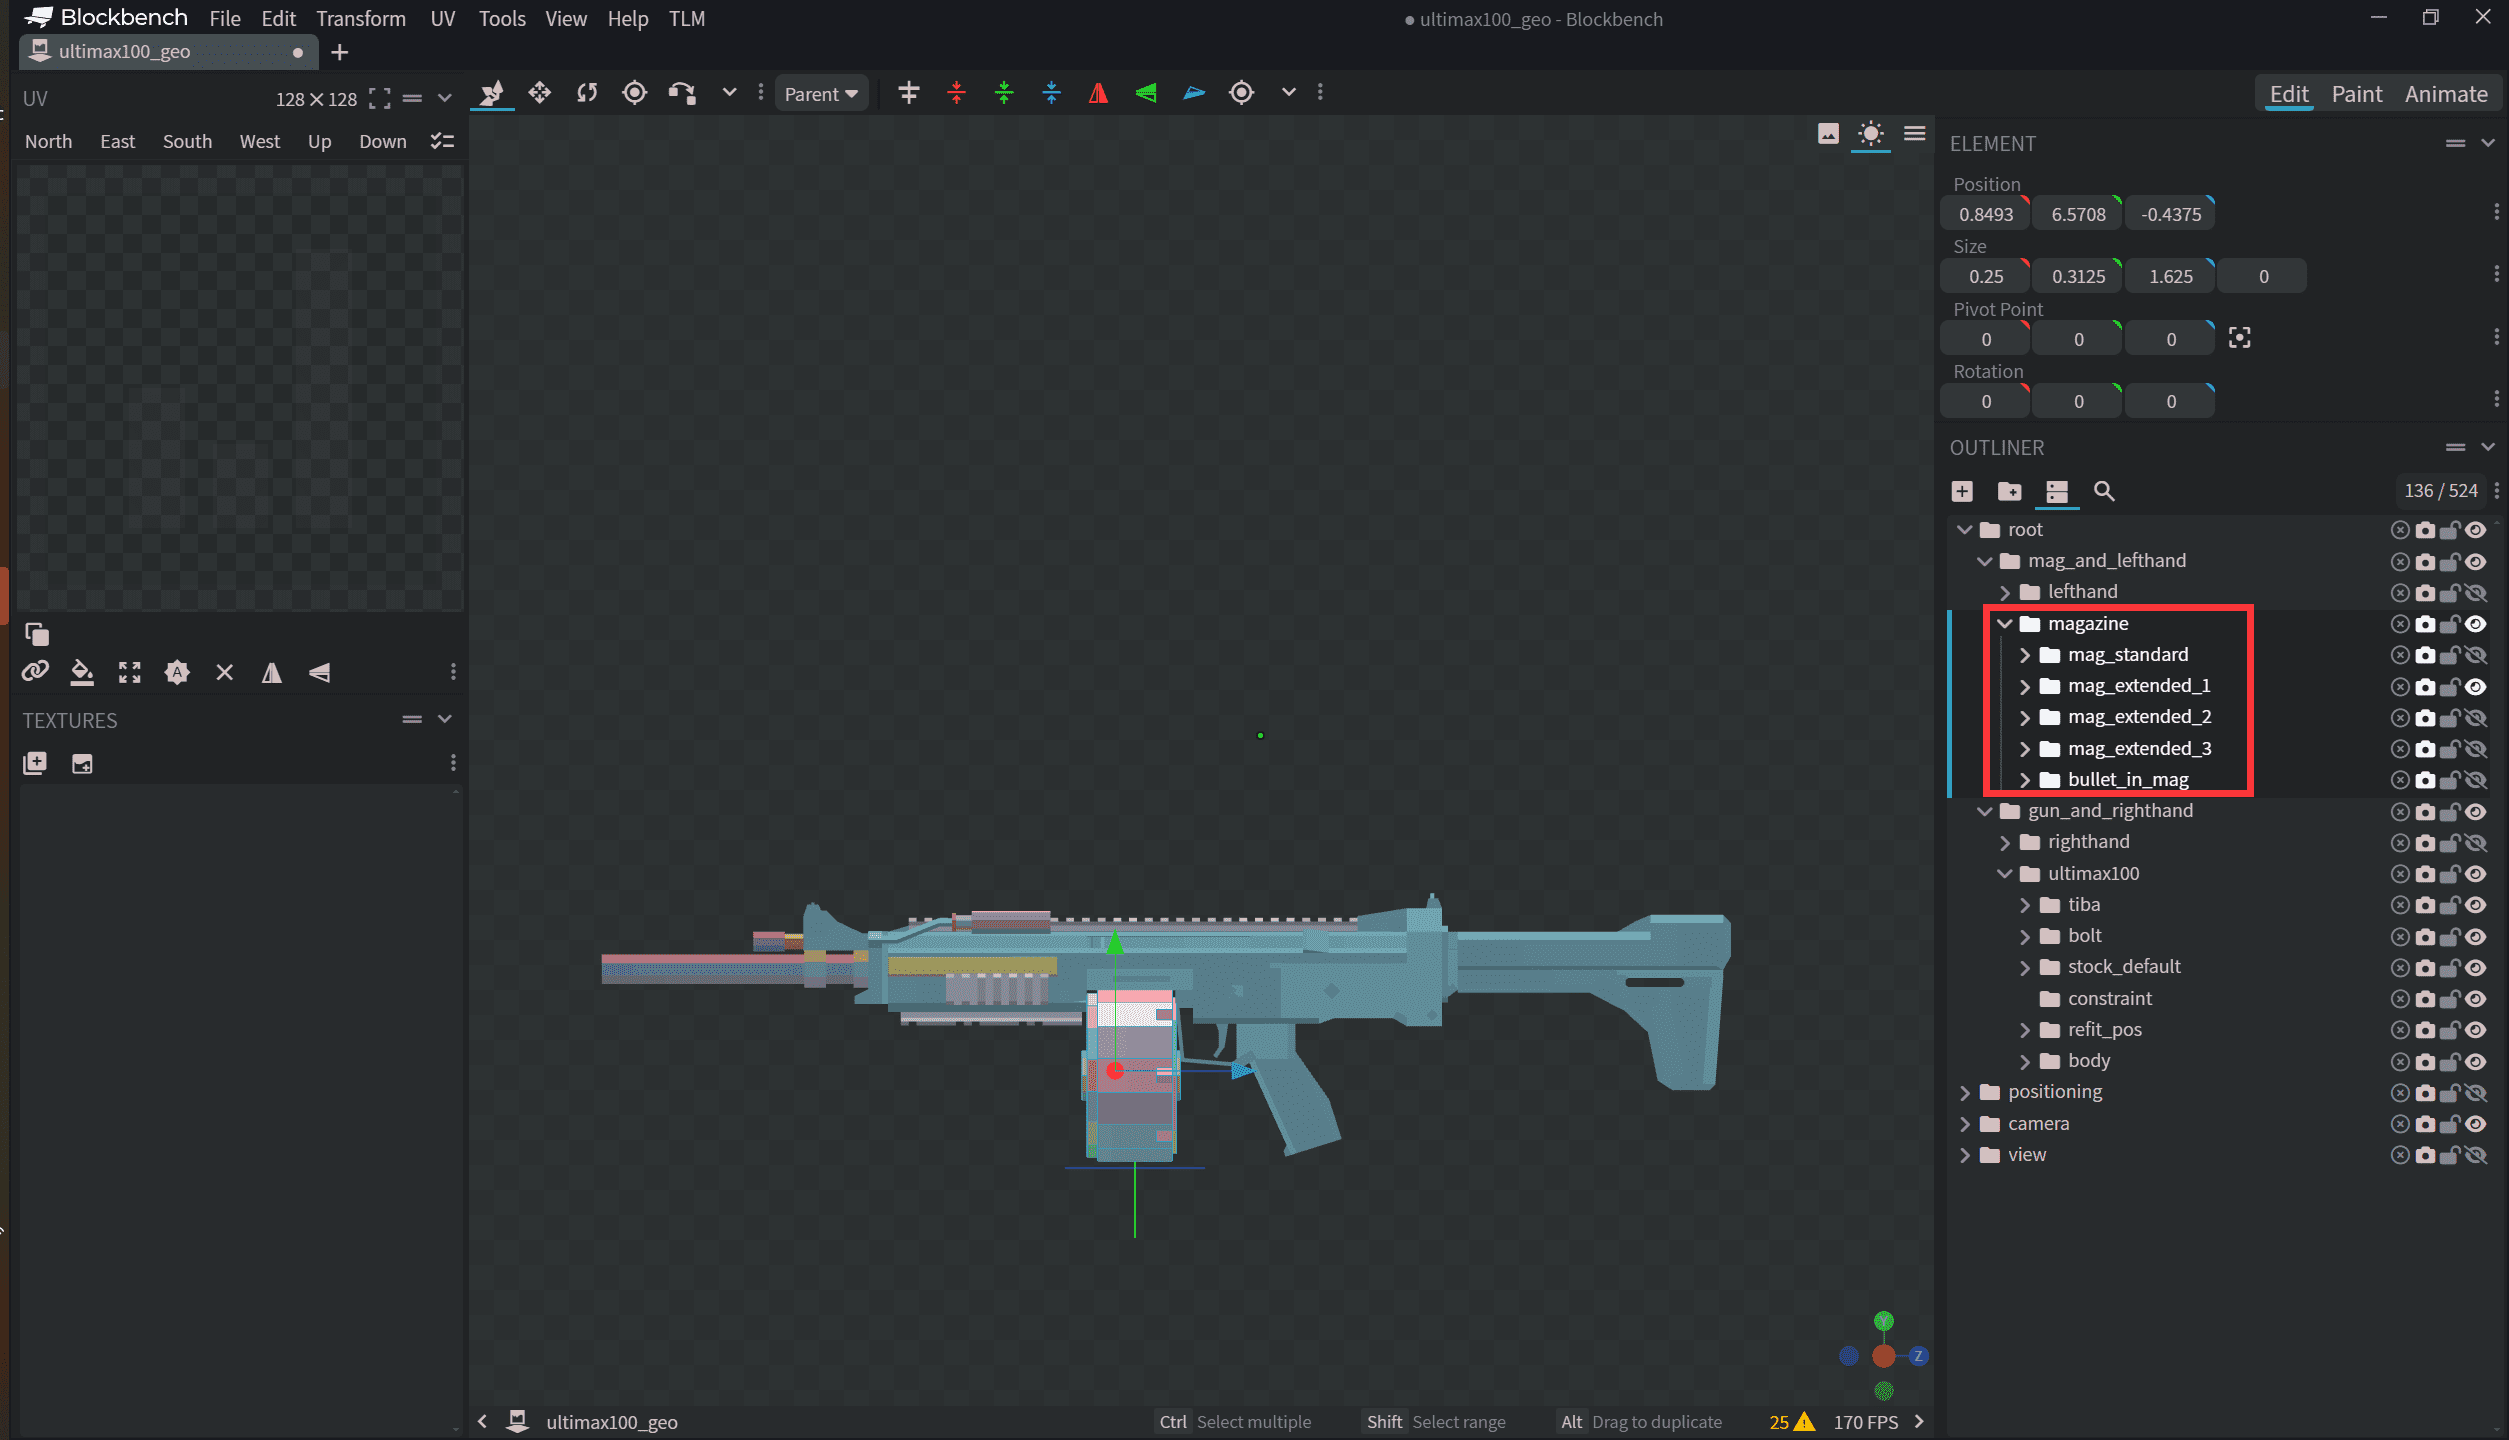 Blockbench File Edit Transform UV Tools View Help TLM
● ultimax100_geo - Blockbench
ultimax100_geo
UV 128 × 128
North East South West Up Down
TEXTURES
Parent
Edit Paint Animate
ELEMENT
Position
0.8493 6.5708 -0.4375
Size
0.25 0.3125 1.625 0
Pivot Point
0 0 0
Rotation
0 0 0
OUTLINER
136 / 524
root
mag_and_lefthand
lefthand
magazine
mag_standard
mag_extended_1
mag_extended_2
mag_extended_3
bullet_in_mag
gun_and_righthand
righthand
ultimax100
tiba
bolt
stock_default
constraint
refit_pos
body
positioning
camera
view
Z
ultimax100_geo
Ctrl Select multiple Shift Select range Alt Drag to duplicate
25 170 FPS